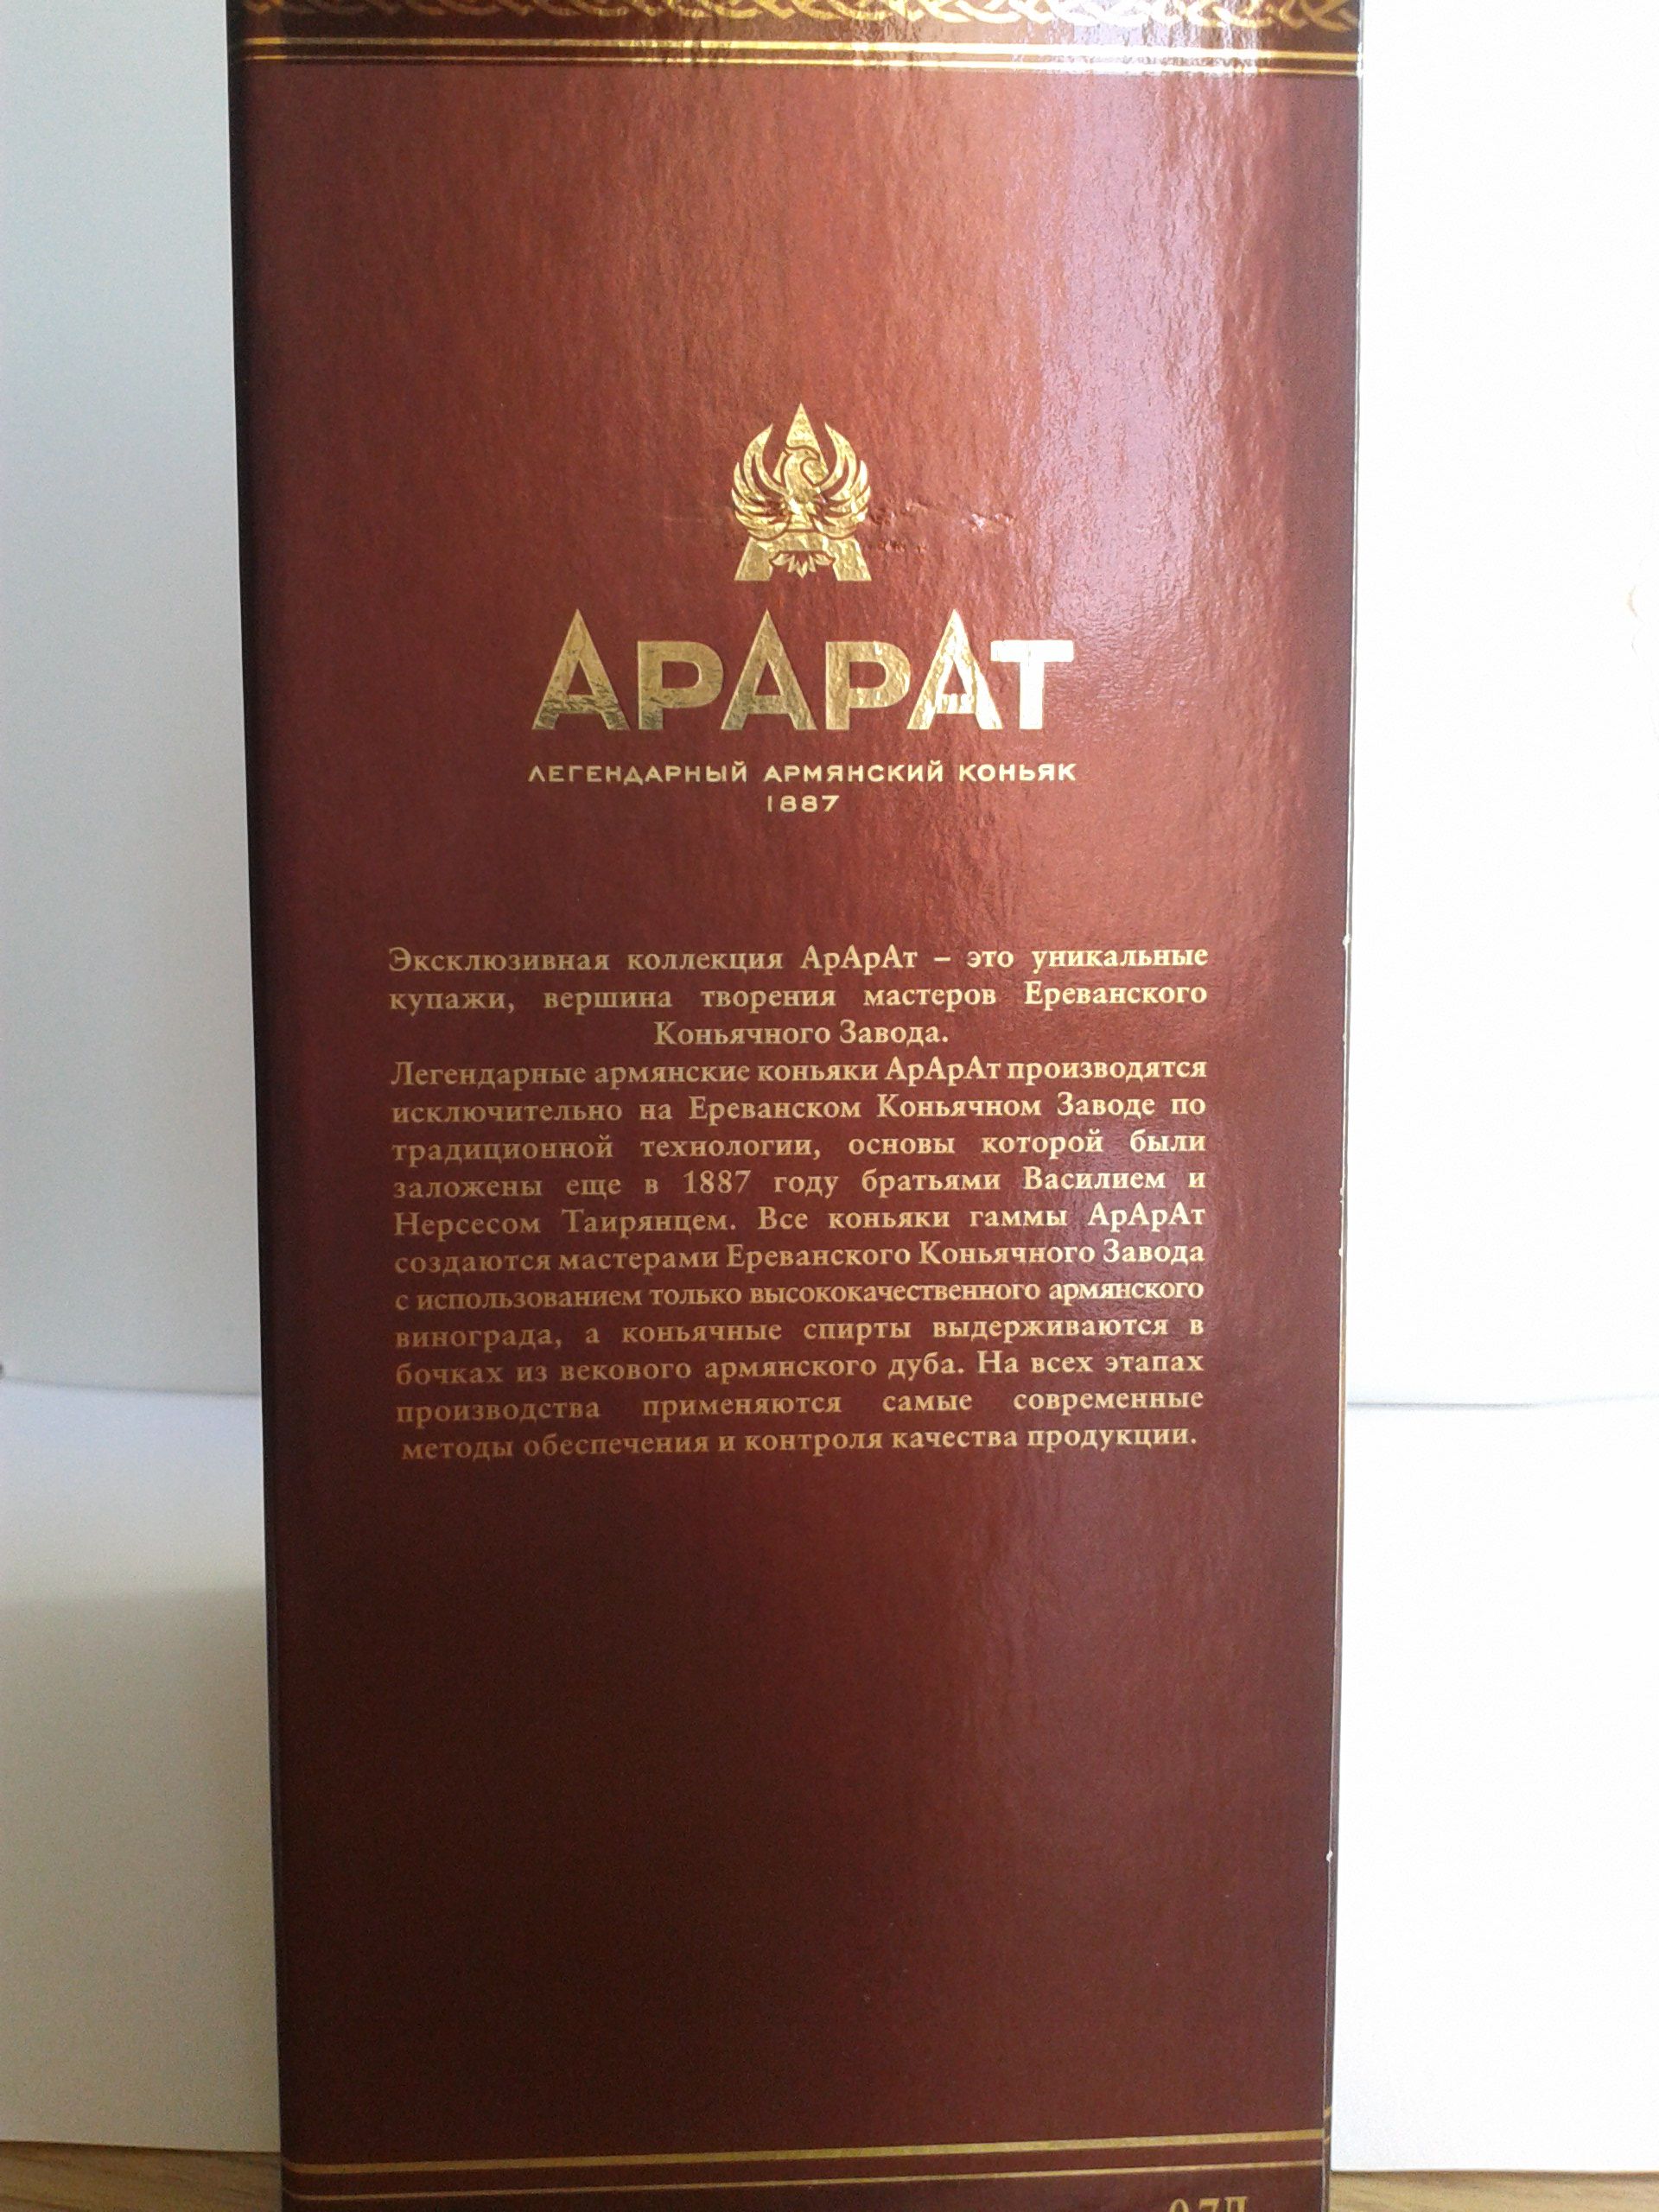 АрАрАт
ЛЕГЕНДАРНЫЙ АРМЯНСКИЙ КОНЬЯК
1887
Эксклюзивная коллекция АрАрАт – это уникальные
купажи, вершина творения мастеров Ереванского
Коньячного Завода.
Легендарные армянские коньяки АрАрАт производятся
исключительно на Ереванском Коньячном Заводе по
традиционной технологии, основы которой были
заложены еще в 1887 году братьями Василием и
Нерсесом Таирянцем. Все коньяки гаммы АрАрАт
создаются мастерами Ереванского Коньячного Завода
с использованием только высококачественного армянского
винограда, а коньячные спирты выдерживаются в
бочках из векового армянского дуба. На всех этапах
производства применяются самые современные
методы обеспечения и контроля качества продукции.
0,7Л